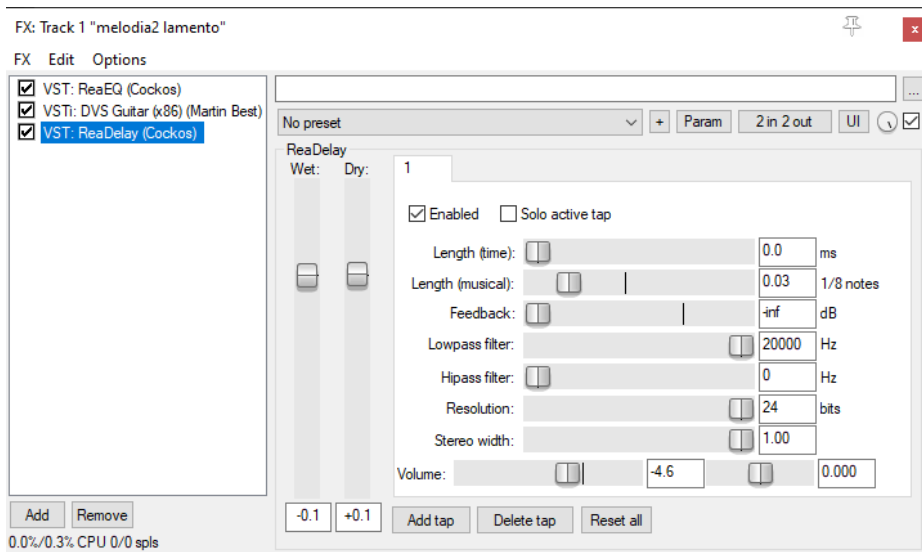 FX: Track 1 "melodia2 lamento"
x
FX Edit Options
VST: ReaEQ (Cockos)
VSTi: DVS Guitar (x86) (Martin Best)
VST: ReaDelay (Cockos)
...
No preset + Param 2 in 2 out UI
ReaDelay
Wet: Dry: 1
Enabled Solo active tap
Length (time): 0.0 ms
Length (musical): 0.03 1/8 notes
Feedback: -inf dB
Lowpass filter: 20000 Hz
Hipass filter: 0 Hz
Resolution: 24 bits
Stereo width: 1.00
Volume: -4.6 0.000
-0.1 +0.1 Add tap Delete tap Reset all
Add Remove
0.0%/0.3% CPU 0/0 spls